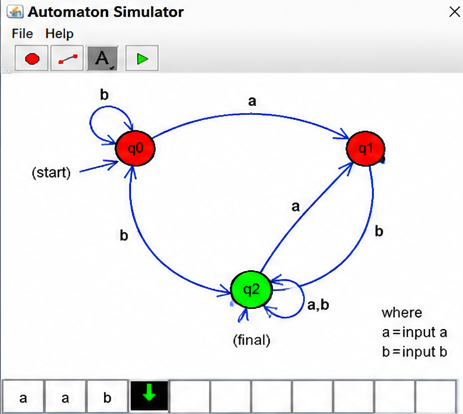 Automaton Simulator
File Help
A
b
a
q0
q1
(start)
a
b
b
q2
a,b
(final)
where
a=input a
b=input b
a a b